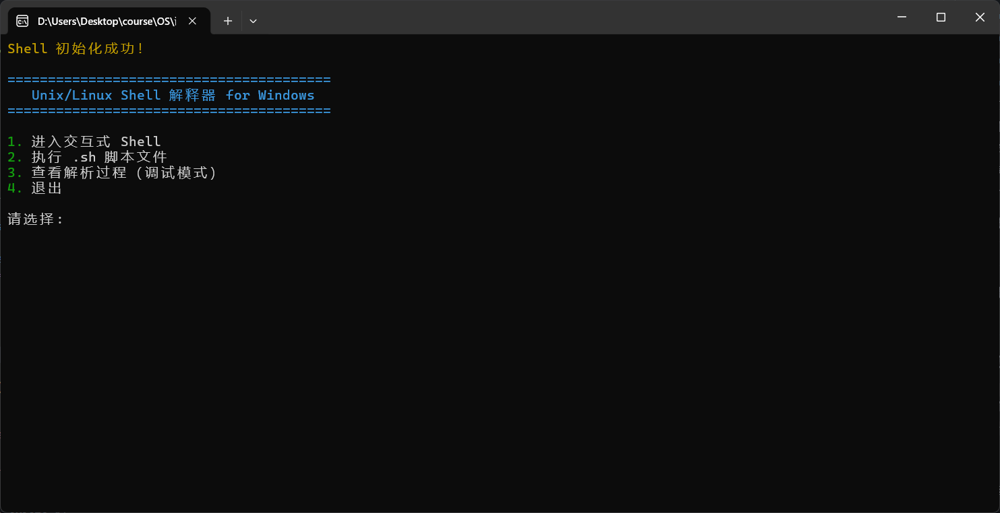 D:\Users\Desktop\course\OS\
Shell 初始化成功！
========================================
Unix/Linux Shell 解释器 for Windows
========================================
1. 进入交互式 Shell
2. 执行 .sh 脚本文件
3. 查看解析过程 (调试模式)
4. 退出
请选择: